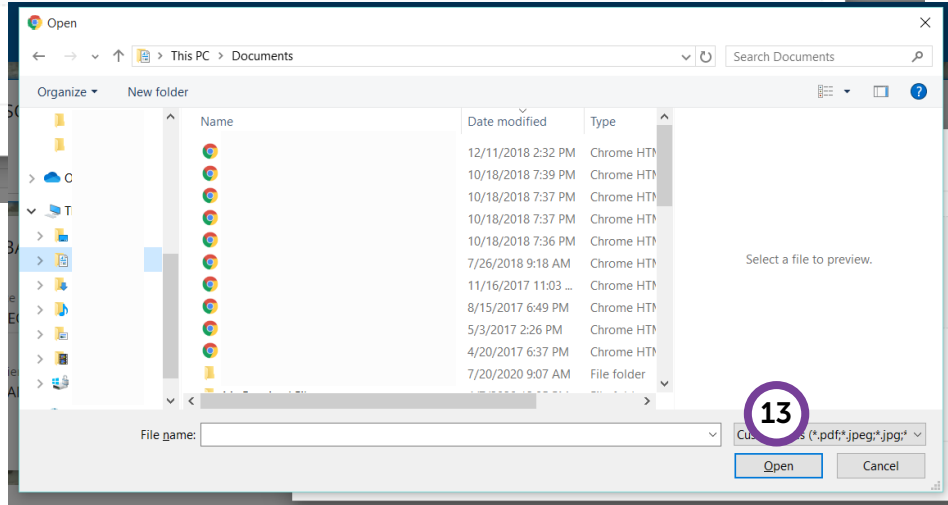 Open
This PC > Documents
Search Documents
Organize
New folder
Name
Date modified
Type
12/11/2018 2:32 PM Chrome HTM
10/18/2018 7:39 PM Chrome HTM
10/18/2018 7:37 PM Chrome HTM
10/18/2018 7:37 PM Chrome HTM
10/18/2018 7:36 PM Chrome HTM
7/26/2018 9:18 AM Chrome HTM
11/16/2017 11:03 ... Chrome HTM
8/15/2017 6:49 PM Chrome HTM
5/3/2017 2:26 PM Chrome HTM
4/20/2017 6:37 PM Chrome HTM
7/20/2020 9:07 AM File folder
Select a file to preview.
13
File name:
(*.pdf;*.jpeg;*.jpg;*
Open
Cancel